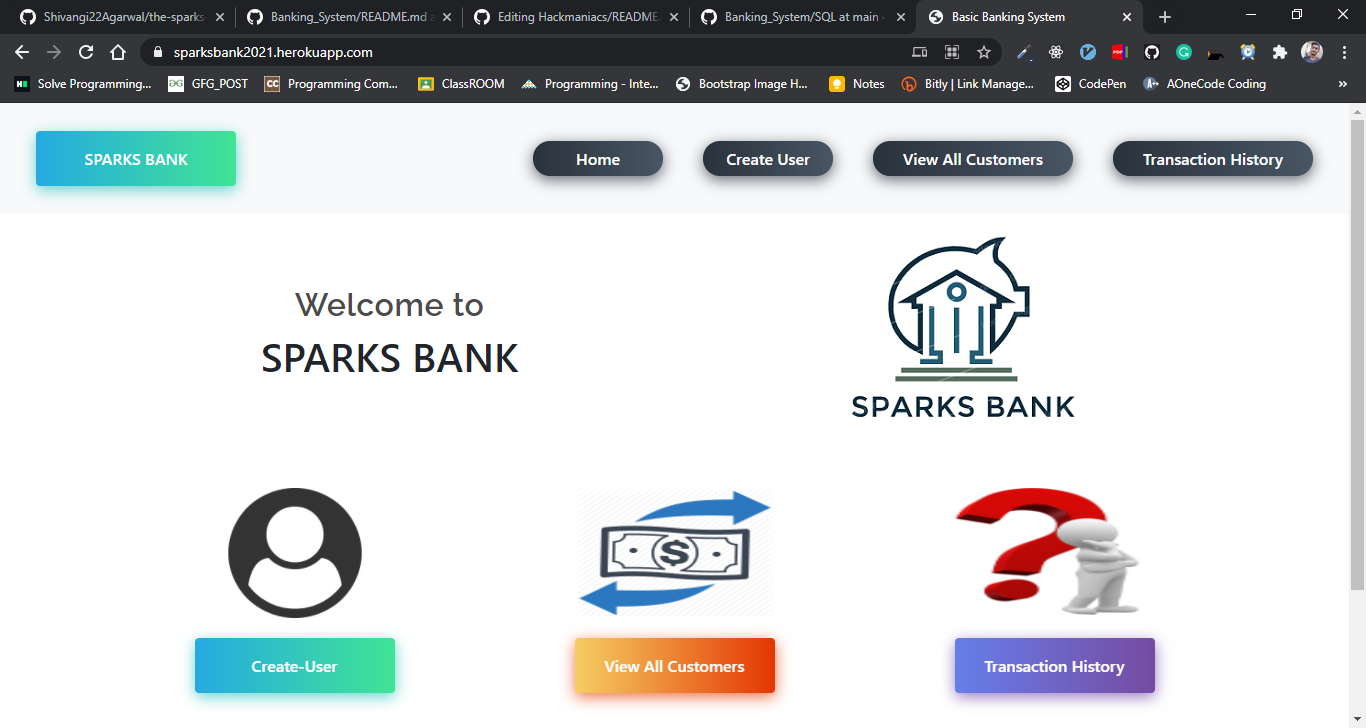 Shivangi22Agarwal/the-sparks-
Banking_System/README.md a
Editing Hackmaniacs/README.
Banking_System/SQL at main ·
Basic Banking System
sparksbank2021.herokuapp.com
PDF
G
H
Solve Programming...
GFG_POST
CC
Programming Com...
ClassROOM
Programming - Inte...
Bootstrap Image H...
Notes
Bitly | Link Manage...
CodePen
A+
AOneCode Coding
»
SPARKS BANK
Home
Create User
View All Customers
Transaction History
Welcome to
SPARKS BANK
SPARKS BANK
$
?
Create-User
View All Customers
Transaction History